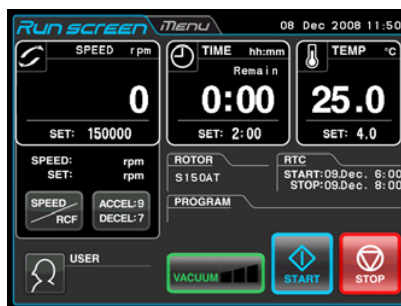 Run screen Menu 08 Dec 2008 11:50
SPEED rpm
0
SET: 150000
TIME hh:mm
Remain
0:00
SET: 2:00
TEMP °C
25.0
SET: 4.0
SPEED: rpm
SET: rpm
SPEED
RCF
ACCEL:9
DECEL:7
ROTOR
S150AT
RTC
START:09.Dec. 6:00
STOP:09.Dec. 8:00
PROGRAM
USER
VACUUM
START
STOP